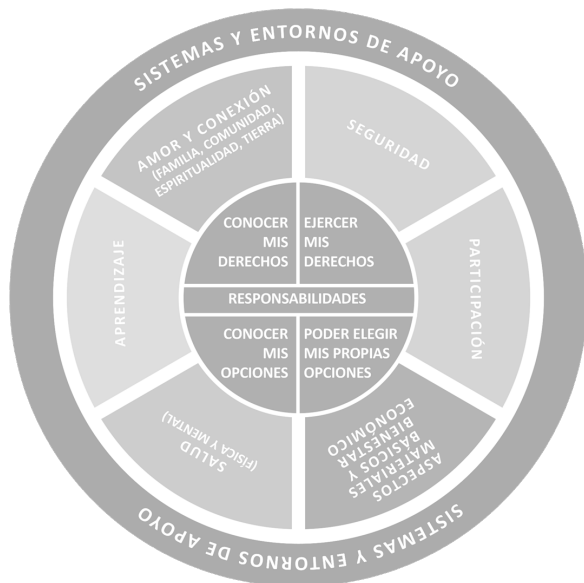 SISTEMAS Y ENTORNOS DE APOYO
AMOR Y CONEXIÓN
(FAMILIA, COMUNIDAD,
ESPIRITUALIDAD, TIERRA)
SEGURIDAD
PARTICIPACIÓN
ASPECTOS
MATERIALES
BÁSICOS Y
BIENESTAR
ECONÓMICO
SALUD
(FÍSICA Y MENTAL)
APRENDIZAJE
CONOCER
MIS
DERECHOS
EJERCER
MIS
DERECHOS
RESPONSABILIDADES
CONOCER
MIS
OPCIONES
PODER ELEGIR
MIS PROPIAS
OPCIONES
SISTEMAS Y ENTORNOS DE APOYO